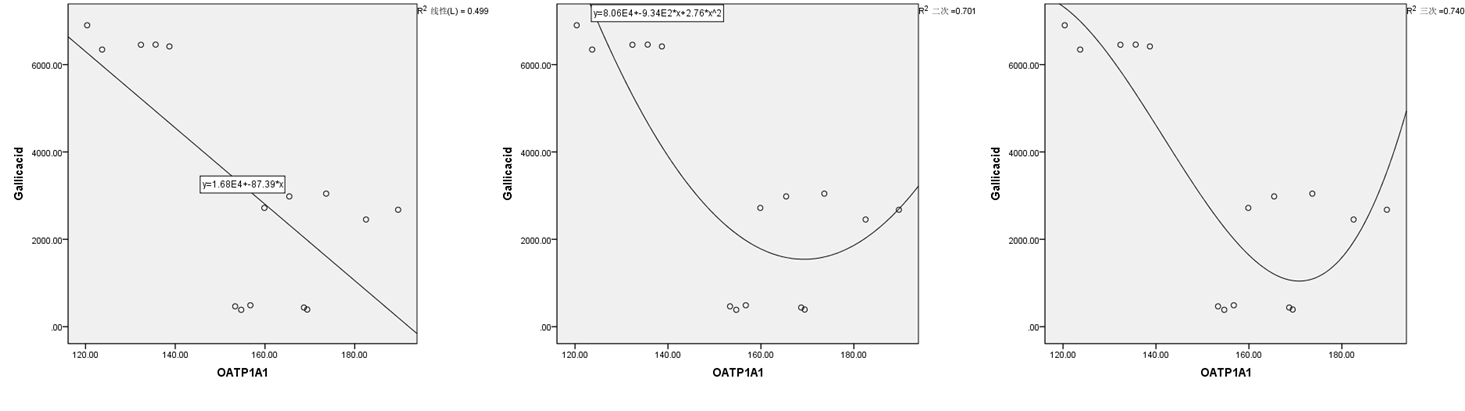 R² 线性(L) = 0.499
6000.00
4000.00
2000.00
.00
Gallicacid
y=1.68E4+-87.39*x
120.00 140.00 160.00 180.00
OATP1A1
R² 二次 =0.701
y=8.06E4+-9.34E2*x+2.76*x^2
6000.00
4000.00
2000.00
.00
Gallicacid
120.00 140.00 160.00 180.00
OATP1A1
R² 三次 =0.740
6000.00
4000.00
2000.00
.00
Gallicacid
120.00 140.00 160.00 180.00
OATP1A1